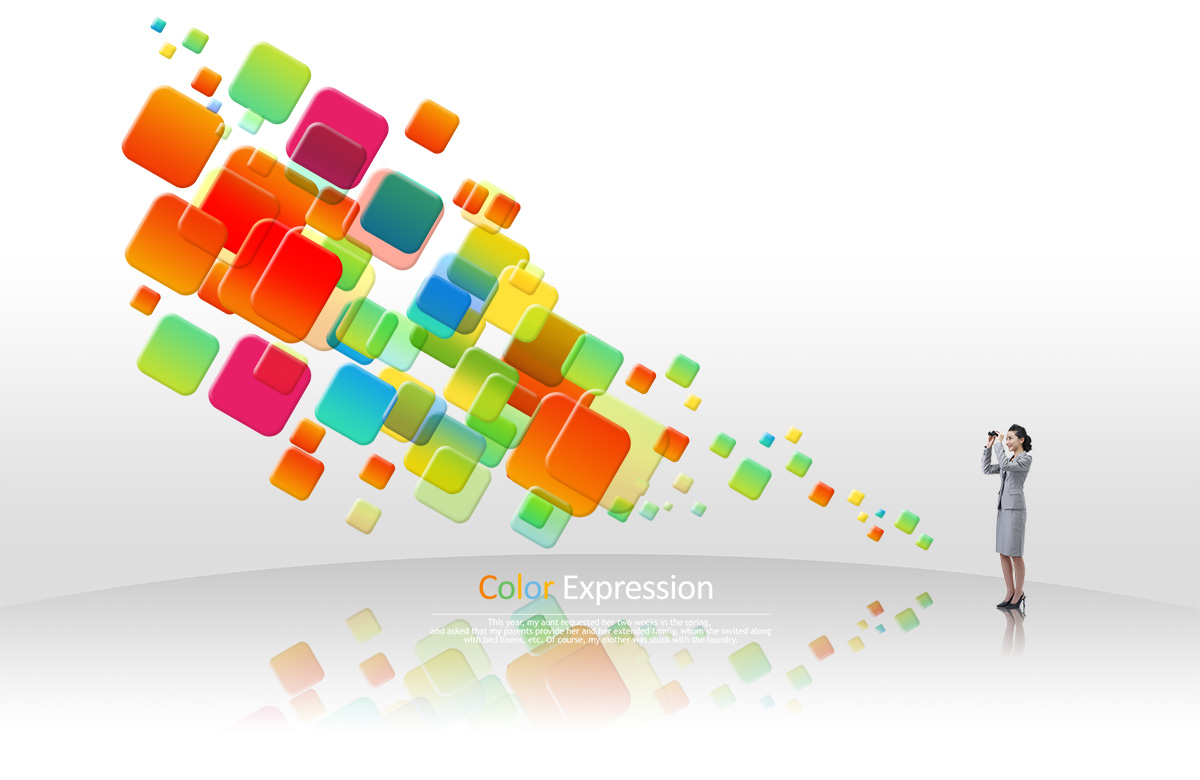 Color Expression
This year, my aunt requested her two weeks in the spring,
and asked that my parents provide her and her extended family, whom she invited along
with bed linens, etc. Of course, my mother was stuck with the laundry.